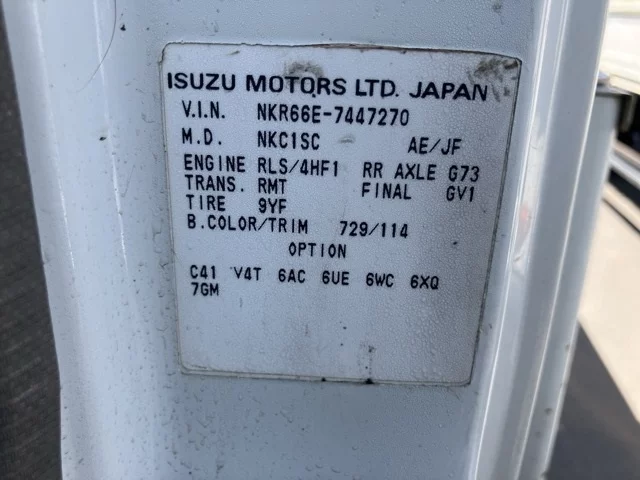 ISUZU MOTORS LTD. JAPAN
V.I.N. NKR66E-7447270
M.D. NKC1SC AE/JF
ENGINE RLS/4HF1 RR AXLE G73
TRANS. RMT FINAL GV1
TIRE 9YF
B.COLOR/TRIM 729/114
OPTION
C41 V4T 6AC 6UE 6WC 6XQ
7GM